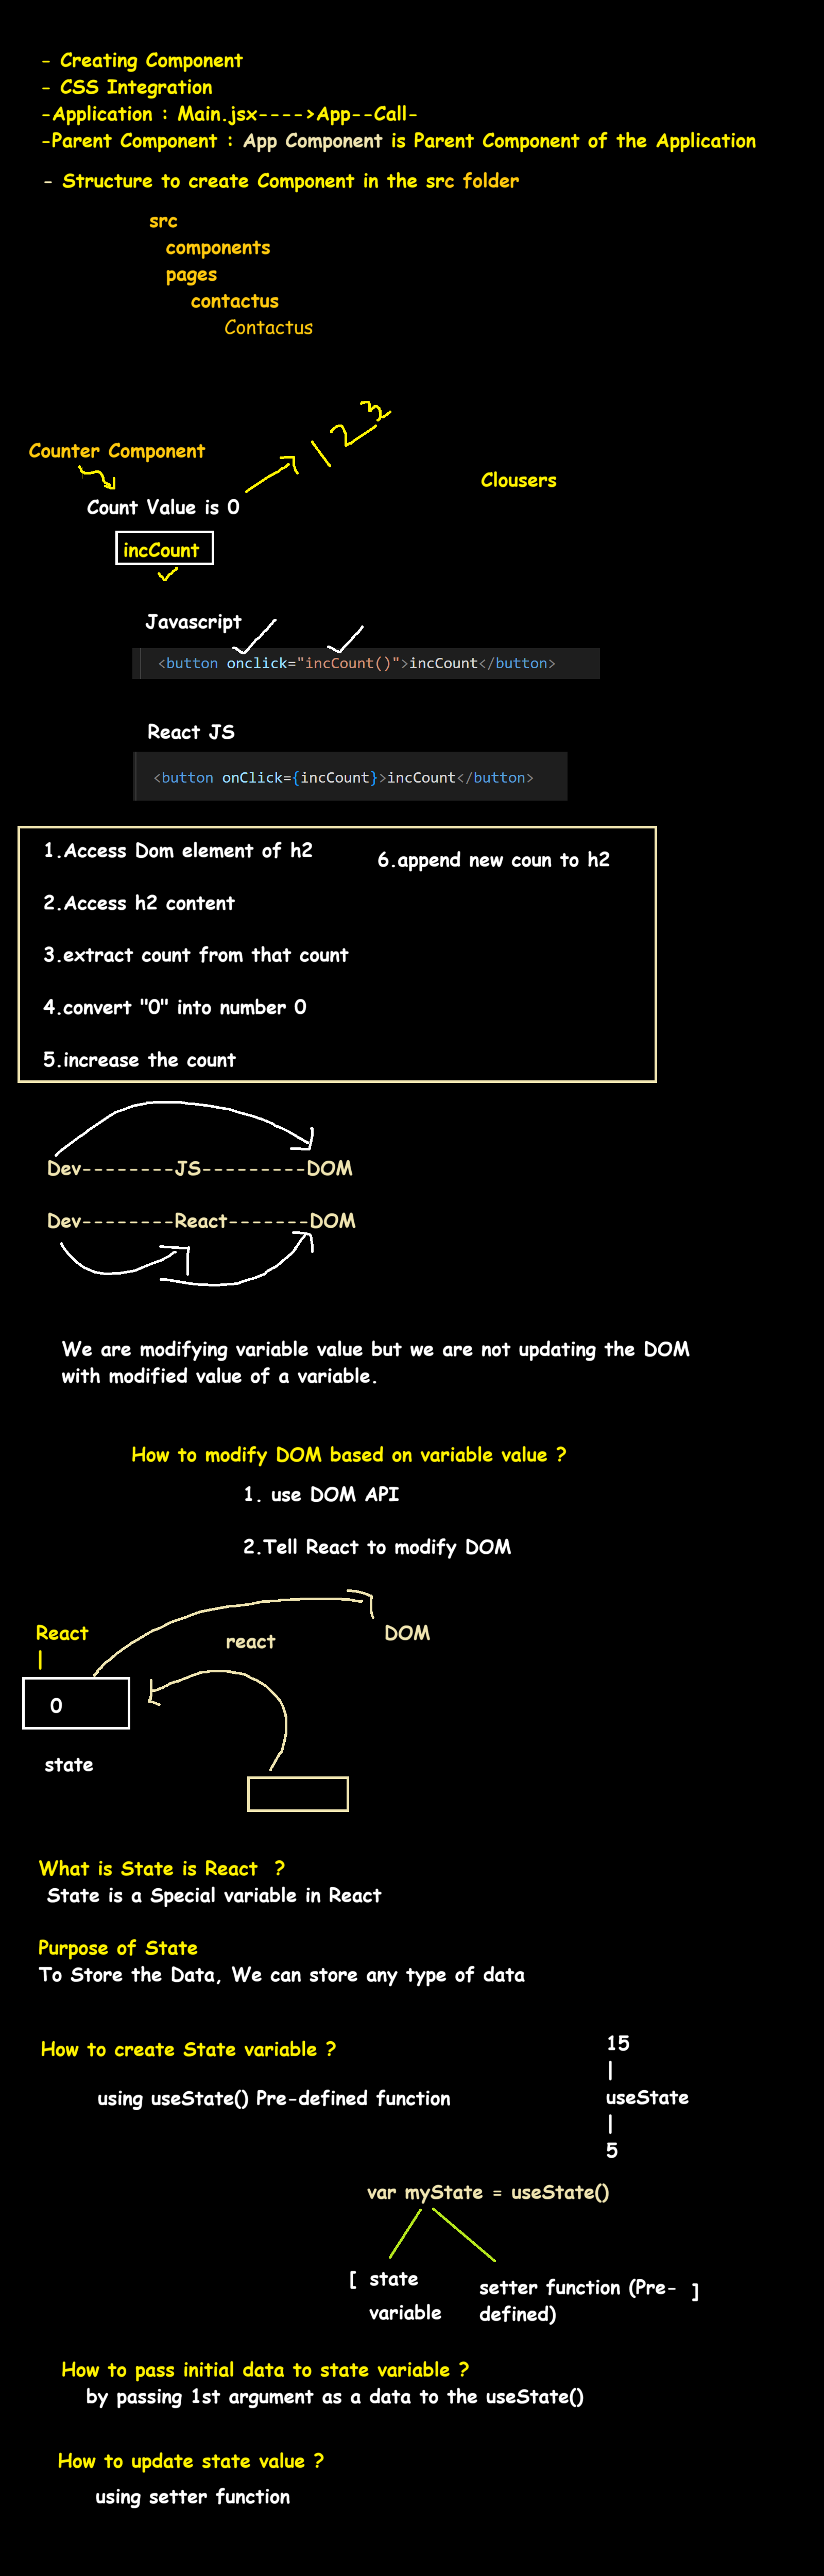 - Creating Component
- CSS Integration
-Application : Main.jsx---->App--Call-
-Parent Component : App Component is Parent Component of the Application
- Structure to create Component in the src folder
src
components
pages
contactus
Contactus
1 2 3
Counter Component
Clousers
Count Value is 0
incCount
Javascript
<button onclick="incCount()">incCount</button>
React JS
<button onClick={incCount}>incCount</button>
1.Access Dom element of h2
2.Access h2 content
3.extract count from that count
4.convert "0" into number 0
5.increase the count
6.append new coun to h2
Dev--------JS---------DOM
Dev--------React-------DOM
We are modifying variable value but we are not updating the DOM
with modified value of a variable.
How to modify DOM based on variable value ?
1. use DOM API
2.Tell React to modify DOM
React
|
react
DOM
0
state
What is State is React ?
State is a Special variable in React
Purpose of State
To Store the Data, We can store any type of data
How to create State variable ?
using useState() Pre-defined function
15
|
useState
|
5
var myState = useState()
[ state
variable
setter function (Pre- ]
defined)
How to pass initial data to state variable ?
by passing 1st argument as a data to the useState()
How to update state value ?
using setter function